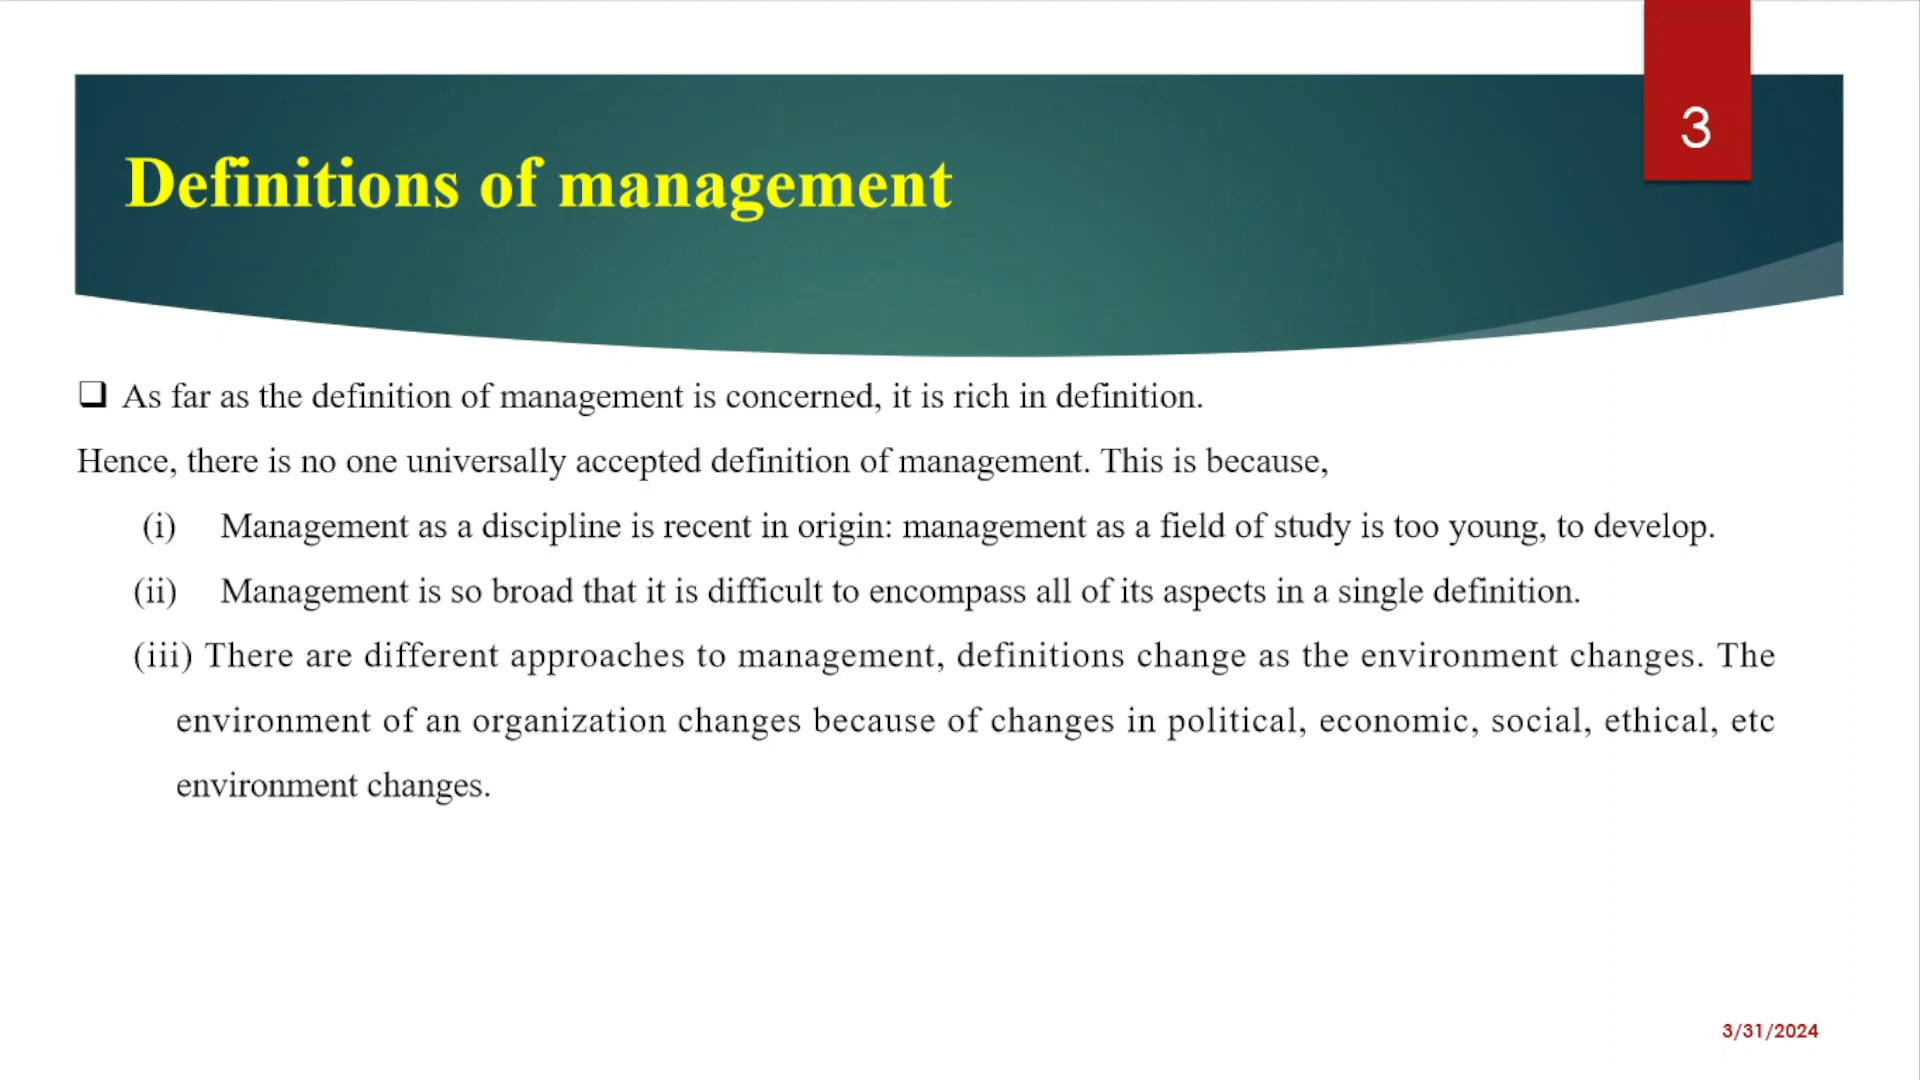 3
Definitions of management
❑ As far as the definition of management is concerned, it is rich in definition.
Hence, there is no one universally accepted definition of management. This is because,
(i) Management as a discipline is recent in origin: management as a field of study is too young, to develop.
(ii) Management is so broad that it is difficult to encompass all of its aspects in a single definition.
(iii) There are different approaches to management, definitions change as the environment changes. The
environment of an organization changes because of changes in political, economic, social, ethical, etc
environment changes.
3/31/2024